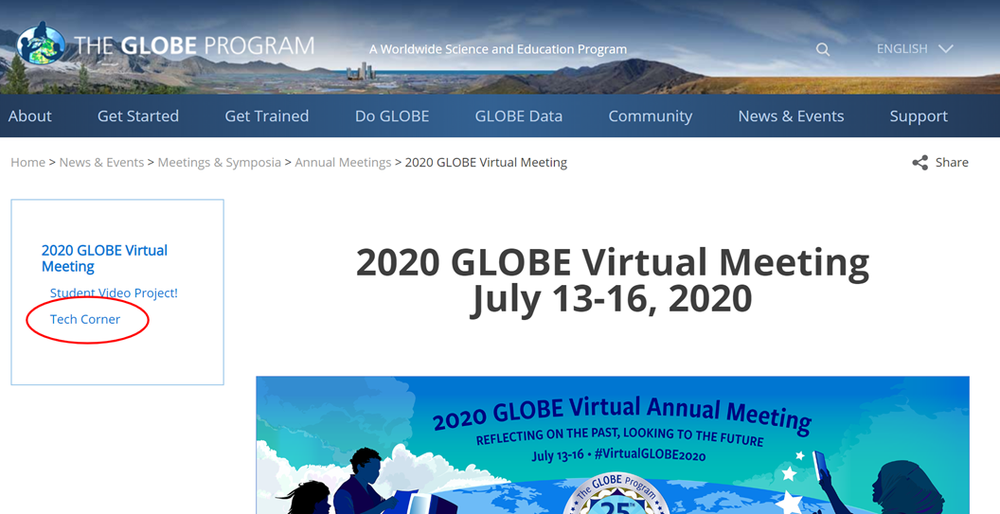 THE GLOBE PROGRAM
A Worldwide Science and Education Program
ENGLISH
About Get Started Get Trained Do GLOBE GLOBE Data Community News & Events Support
Home > News & Events > Meetings & Symposia > Annual Meetings > 2020 GLOBE Virtual Meeting
Share
2020 GLOBE Virtual
Meeting
Student Video Project!
Tech Corner
2020 GLOBE Virtual Meeting
July 13-16, 2020
2020 GLOBE Virtual Annual Meeting
REFLECTING ON THE PAST, LOOKING TO THE FUTURE
July 13-16 • #VirtualGLOBE2020
The GLOBE Program
25TH